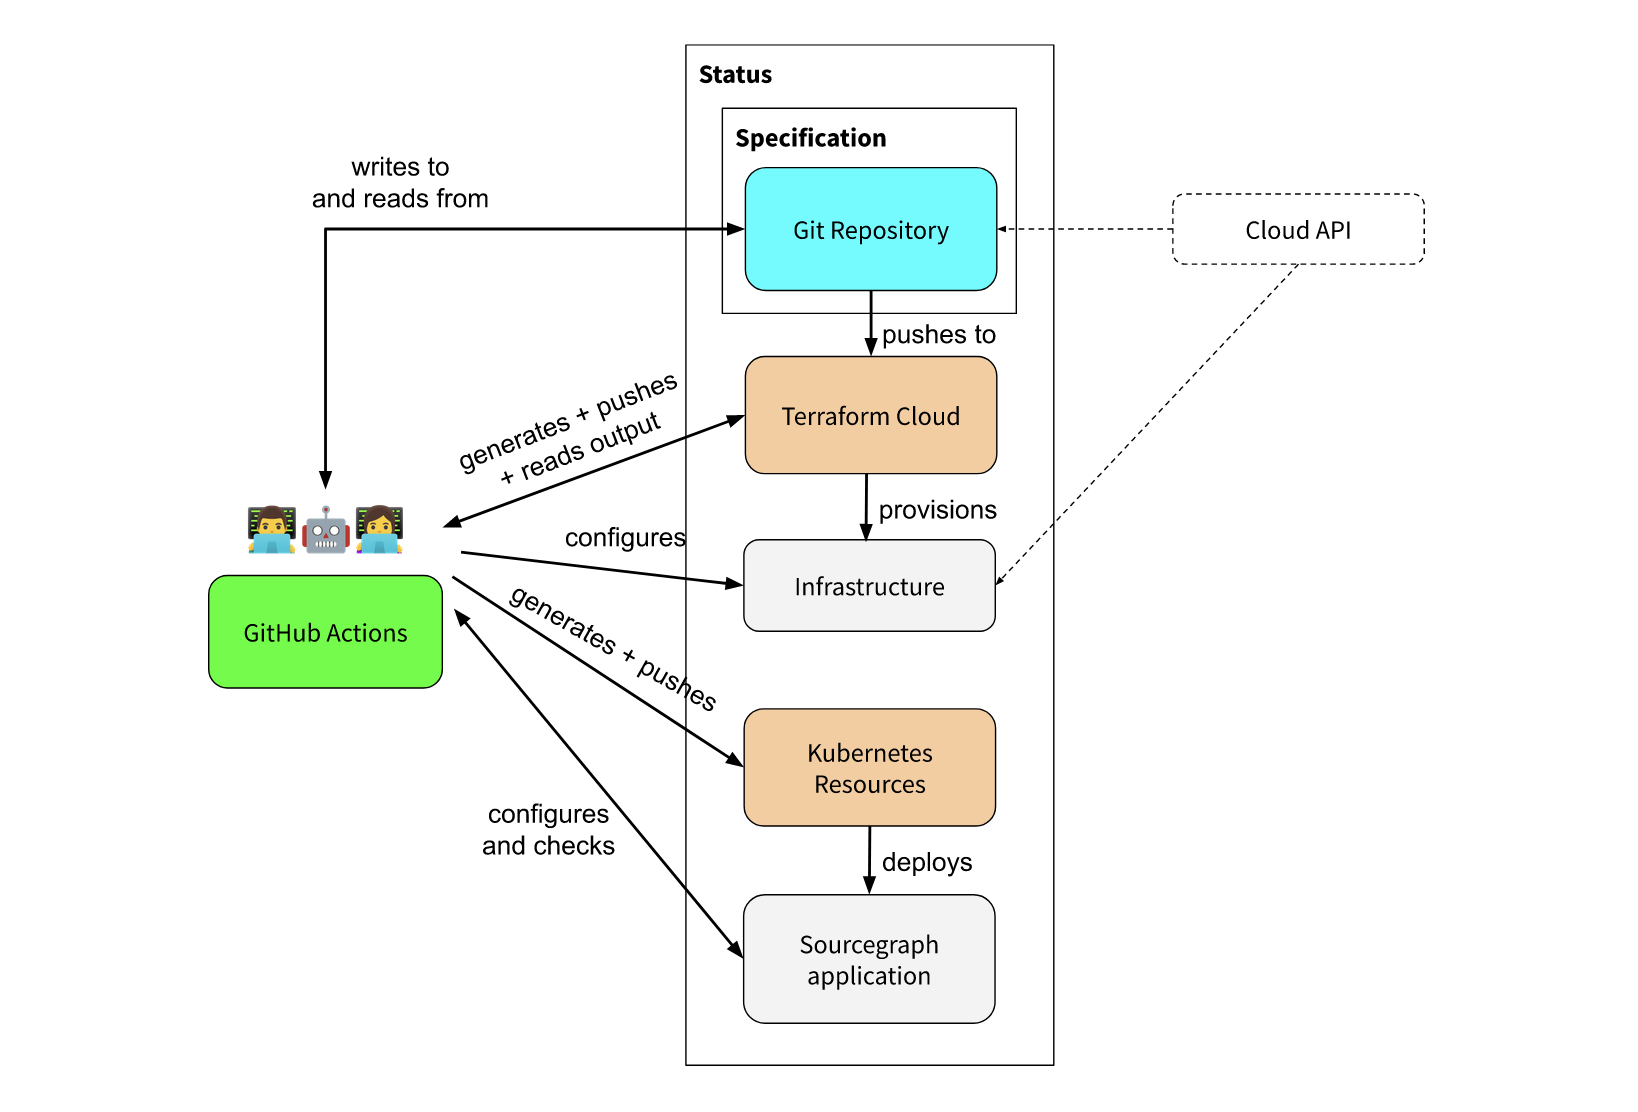 Status
Specification
writes to
and reads from
Git Repository
Cloud API
pushes to
generates + pushes
+ reads output
Terraform Cloud
provisions
configures
Infrastructure
GitHub Actions
generates + pushes
Kubernetes
Resources
configures
and checks
deploys
Sourcegraph
application